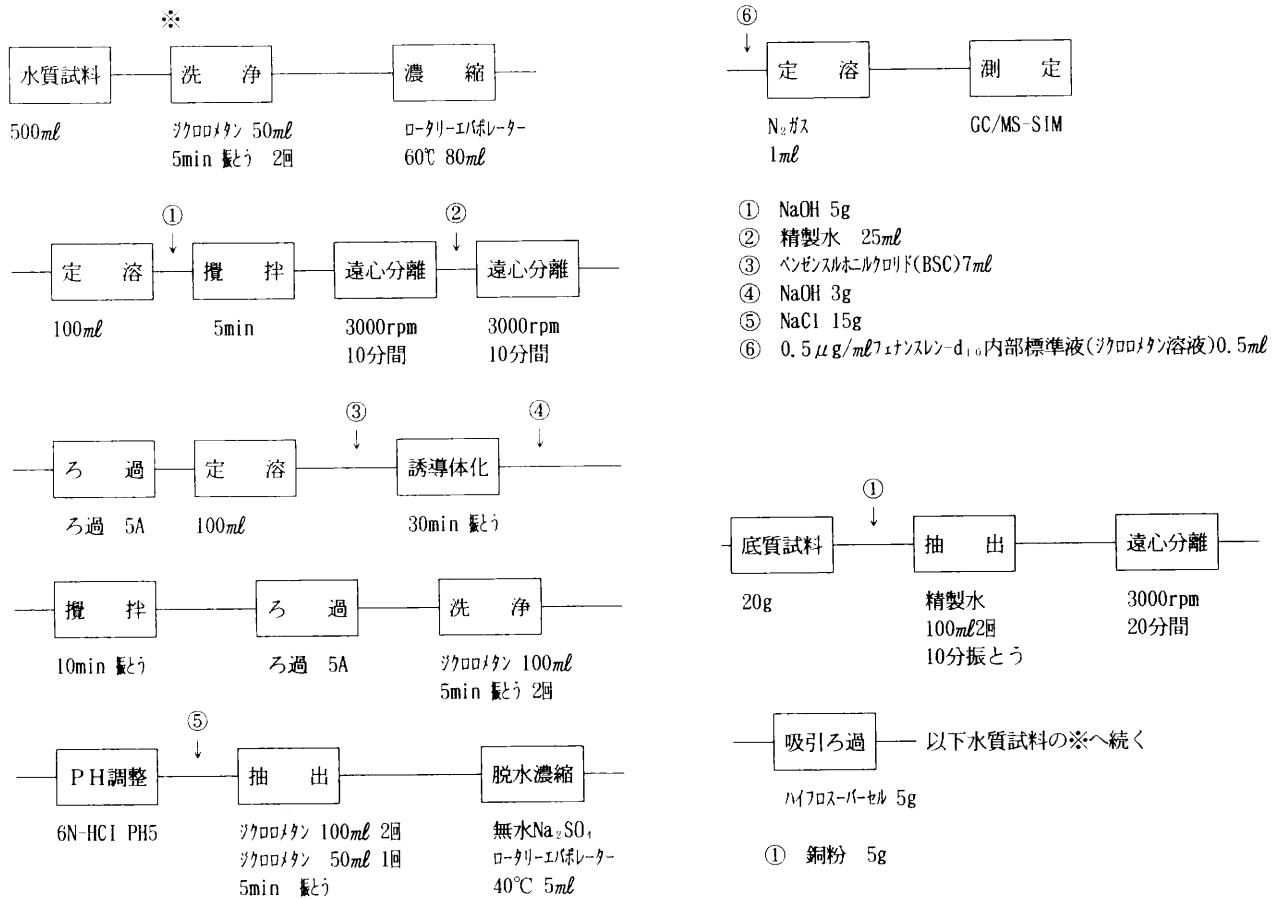 ※
水質試料 洗 浄 濃 縮
500mℓ ジクロロメタン 50mℓ ロータリーエバポレーター
5min 振とう 2回 60℃ 80mℓ
① ②
定 溶 攪 拌 遠心分離 遠心分離
100mℓ 5min 3000rpm 3000rpm
10分間 10分間
③ ④
ろ 過 定 溶 誘導体化
ろ過 5A 100mℓ 30min 振とう
攪 拌 ろ 過 洗 浄
10min 振とう ろ過 5A ジクロロメタン 100mℓ
5min 振とう 2回
⑤
PH調整 抽 出 脱水濃縮
6N-HCI PH5 ジクロロメタン 100mℓ 2回 無水Na₂SO₄
ジクロロメタン 50mℓ 1回 ロータリーエバポレーター
5min 振とう 40℃ 5mℓ
⑥
定 溶 測 定
N₂ガス GC/MS-SIM
1mℓ
① NaOH 5g
② 精製水 25mℓ
③ ベンゼンスルホニルクロリド(BSC)7mℓ
④ NaOH 3g
⑤ NaCl 15g
⑥ 0.5μg/mℓフェナンスレン-d₁₀内部標準液(ジクロロメタン溶液)0.5mℓ
①
底質試料 抽 出 遠心分離
20g 精製水 3000rpm
100mℓ2回 20分間
10分振とう
吸引ろ過 以下水質試料の※へ続く
ハイフロスーパーセル 5g
① 銅粉 5g